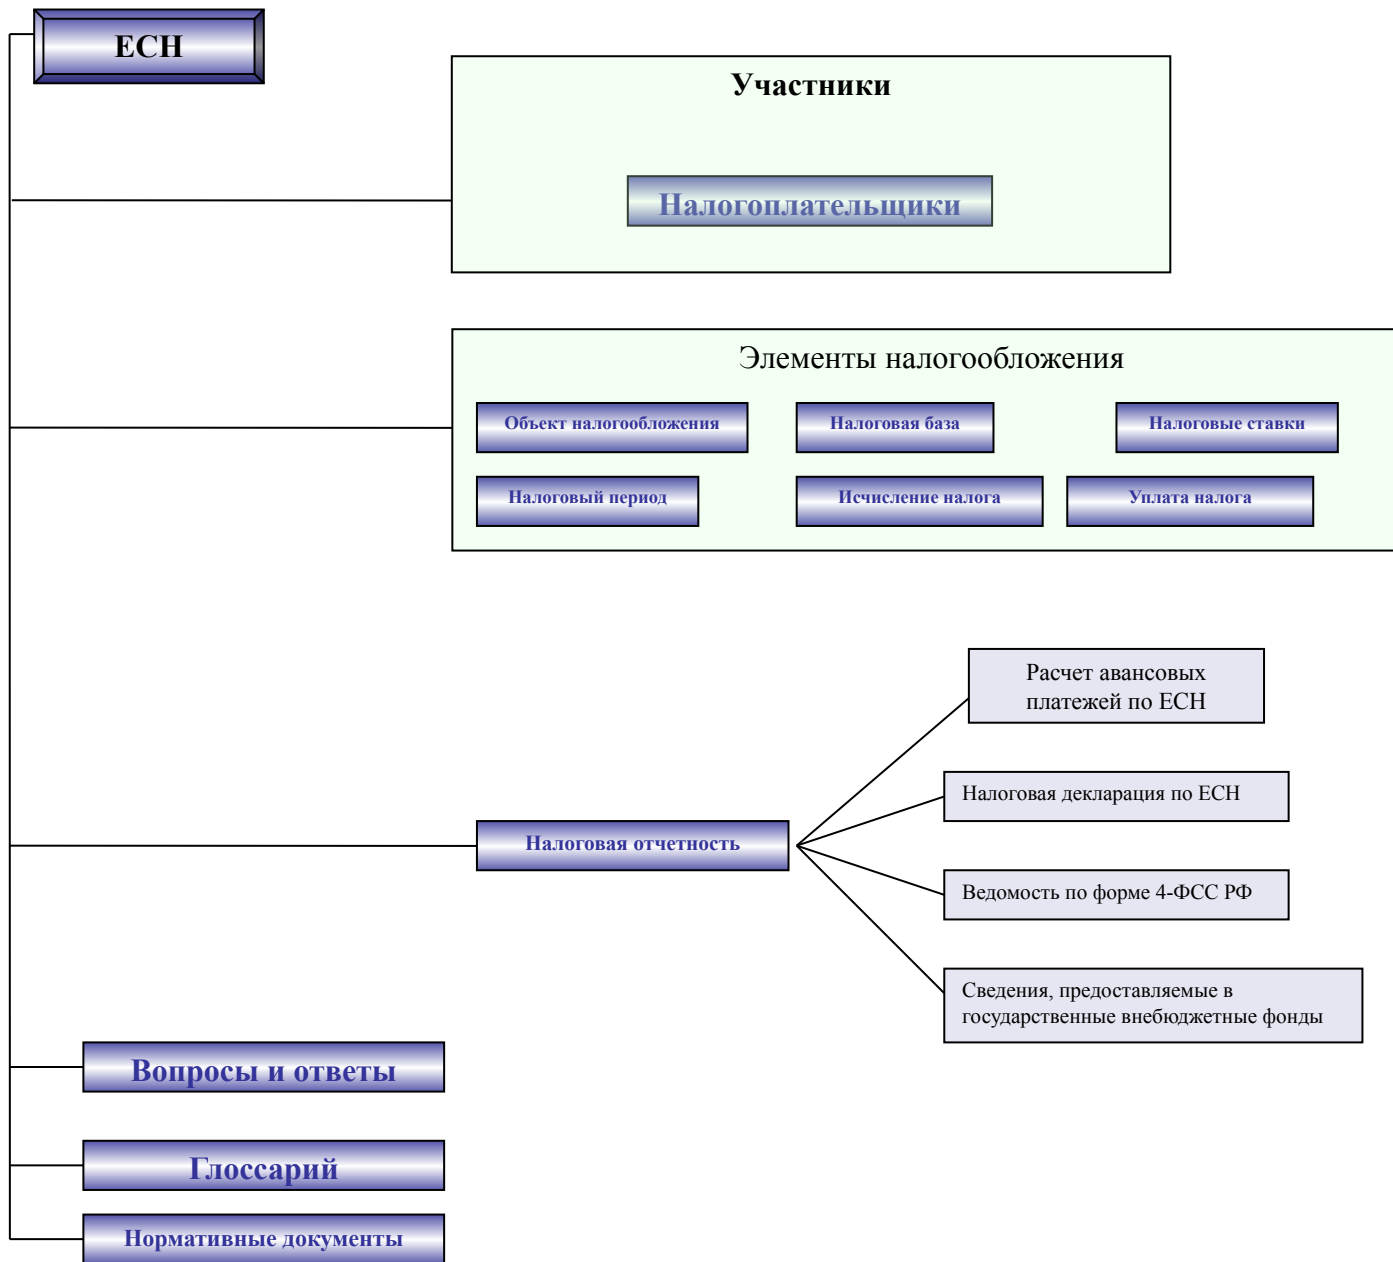 ЕСН
Участники
Налогоплательщики
Элементы налогообложения
Объект налогообложения
Налоговая база
Налоговые ставки
Налоговый период
Исчисление налога
Уплата налога
Расчет авансовых
платежей по ЕСН
Налоговая декларация по ЕСН
Налоговая отчетность
Ведомость по форме 4-ФСС РФ
Сведения, предоставляемые в
государственные внебюджетные фонды
Вопросы и ответы
Глоссарий
Нормативные документы